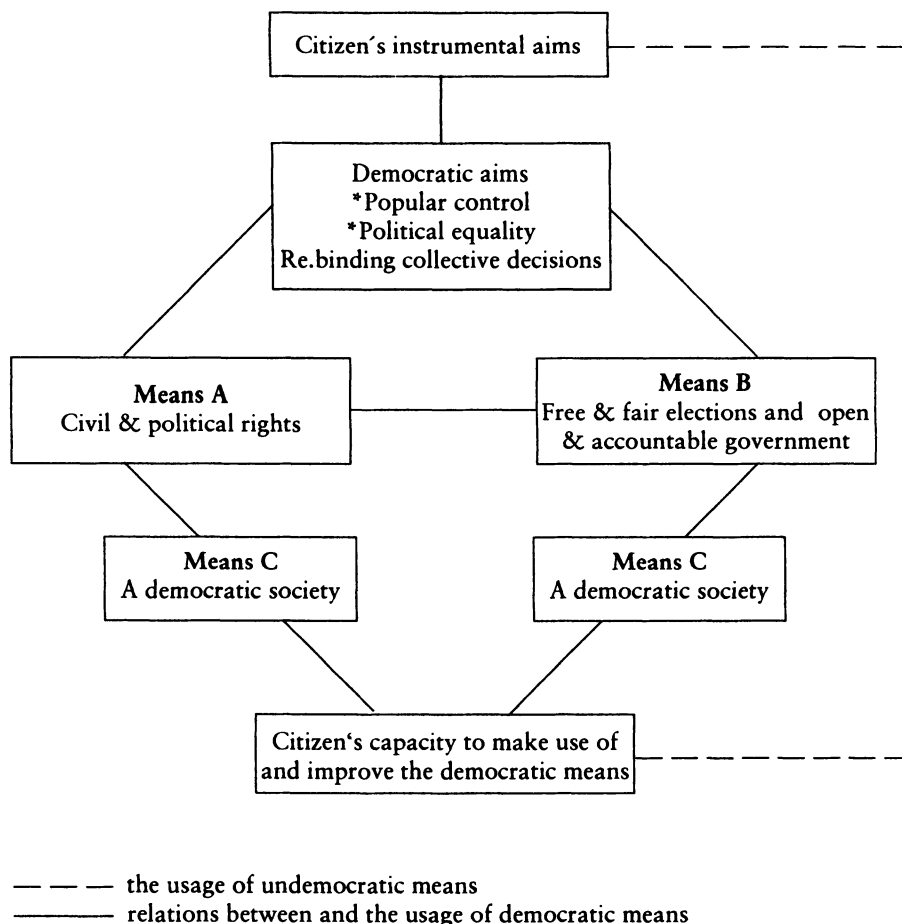 Citizen´s instrumental aims
Democratic aims
*Popular control
*Political equality
Re.binding collective decisions
Means A
Civil & political rights
Means B
Free & fair elections and open
& accountable government
Means C
A democratic society
Means C
A democratic society
Citizen‘s capacity to make use of
and improve the democratic means
the usage of undemocratic means
relations between and the usage of democratic means